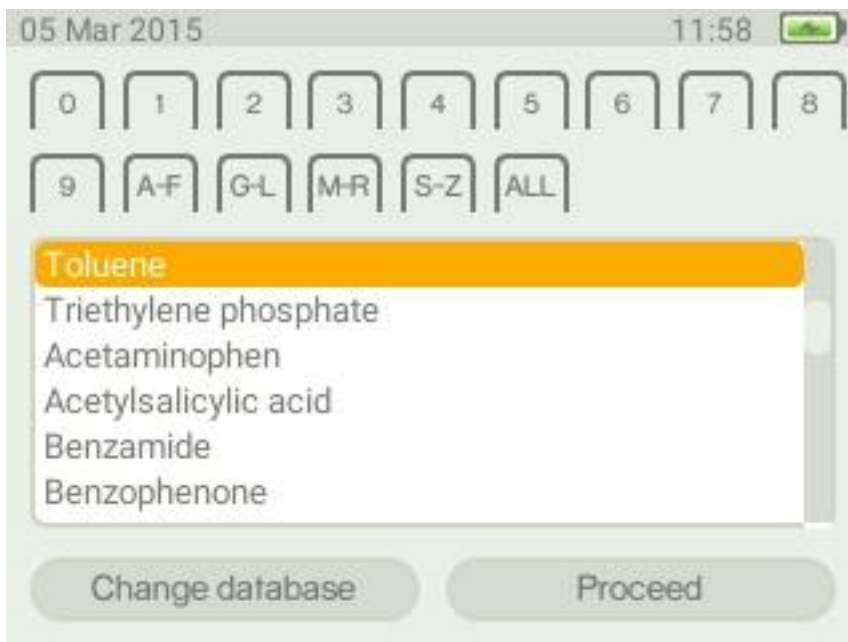 05 Mar 2015 11:58
0 1 2 3 4 5 6 7 8
9 A-F G-L M-R S-Z ALL
Toluene
Triethylene phosphate
Acetaminophen
Acetylsalicylic acid
Benzamide
Benzophenone
Change database Proceed